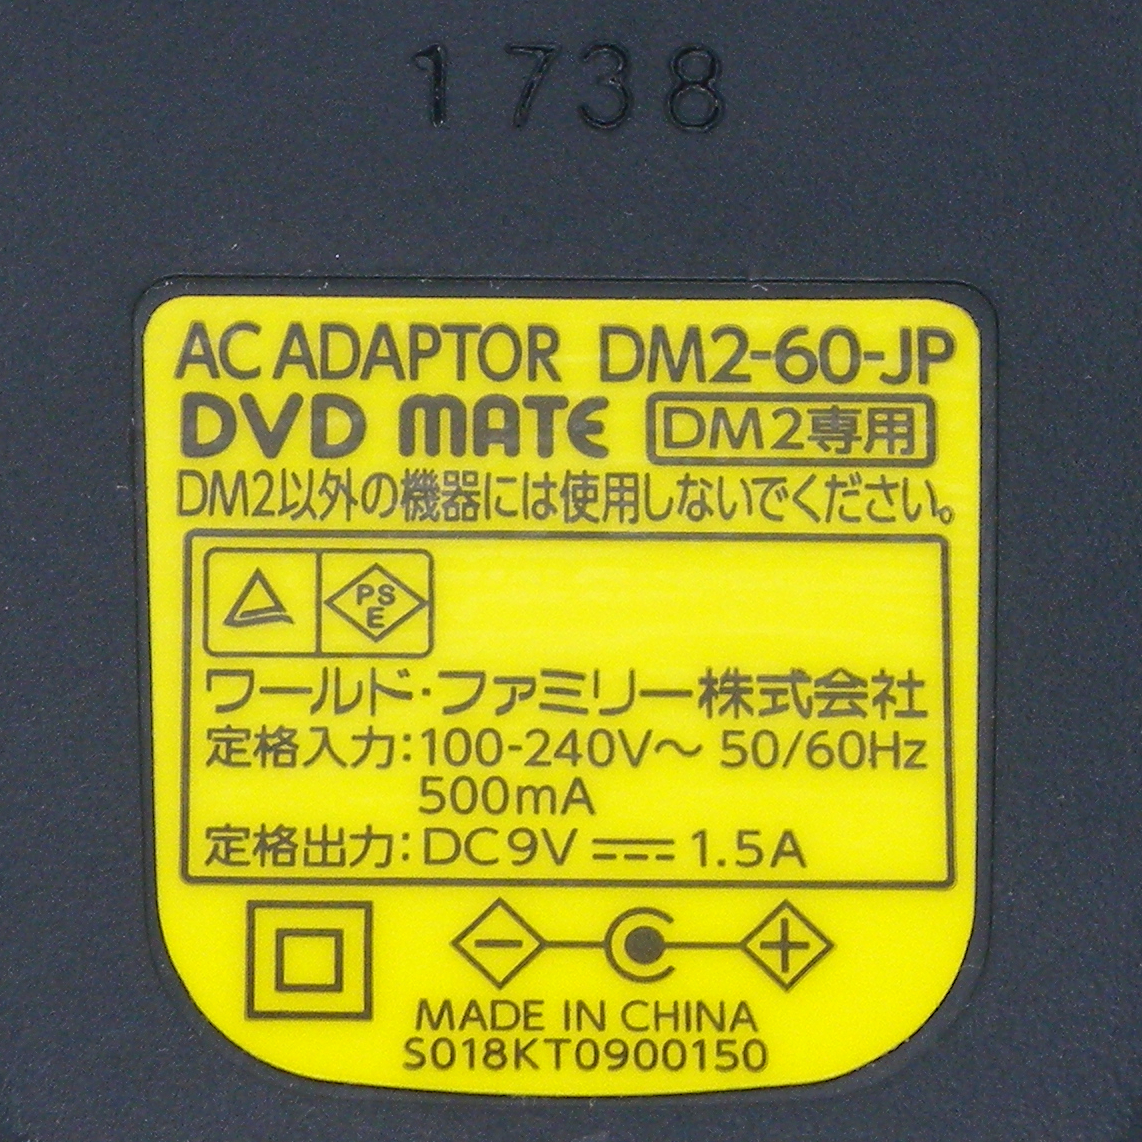 1738
AC ADAPTOR DM2-60-JP
DVD MATE DM2専用
DM2以外の機器には使用しないでください。
PS
E
ワールド・ファミリー株式会社
定格入力:100-240V～ 50/60Hz
500mA
定格出力:DC9V ⎓ 1.5A
MADE IN CHINA
S018KT0900150